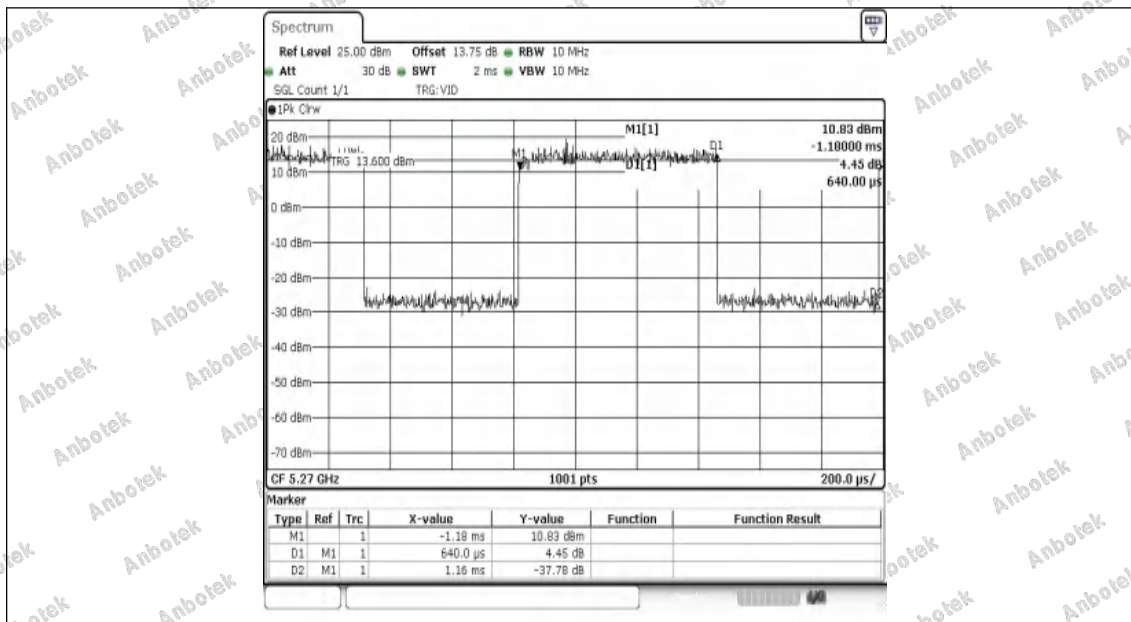 Spectrum
Ref Level 25.00 dBm Offset 13.75 dB RBW 10 MHz
Att 30 dB SWT 2 ms VBW 10 MHz
SGL Count 1/1 TRG:VID
1Pk Clrw
M1[1] 10.83 dBm
-1.18000 ms
D1[1] 4.45 dB
640.00 µs
20 dBm
TRG 13.600 dBm
M1
D1
10 dBm
0 dBm
-10 dBm
-20 dBm
-30 dBm
-40 dBm
-50 dBm
-60 dBm
-70 dBm
CF 5.27 GHz 1001 pts 200.0 µs/
Marker
Type Ref Trc X-value Y-value Function Function Result
M1 1 -1.18 ms 10.83 dBm
D1 M1 1 640.0 µs 4.45 dB
D2 M1 1 1.16 ms -37.78 dB
Anbotek